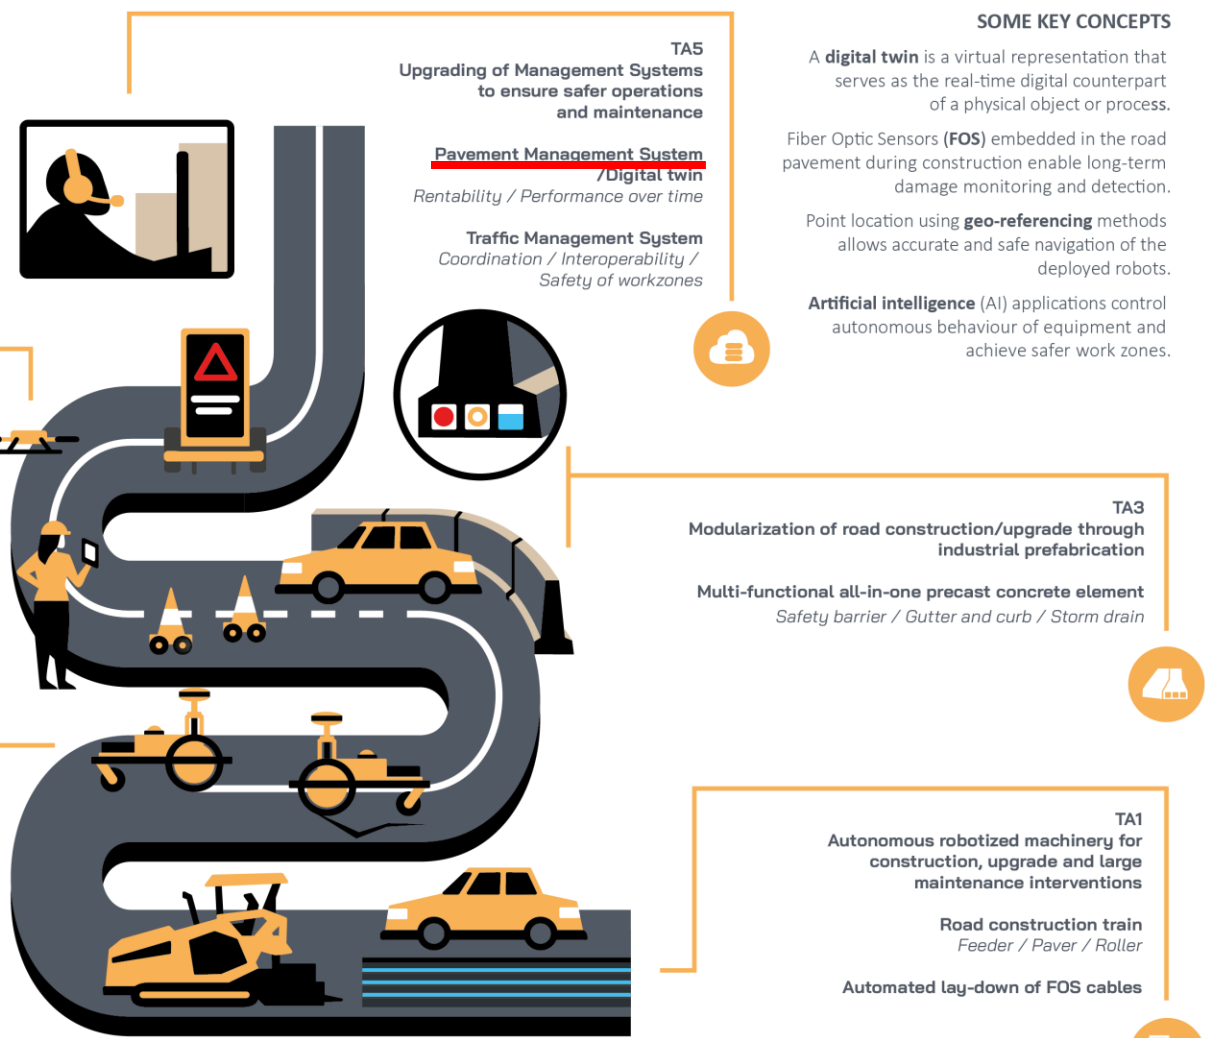 SOME KEY CONCEPTS
A digital twin is a virtual representation that
serves as the real-time digital counterpart
of a physical object or process.
Fiber Optic Sensors (FOS) embedded in the road
pavement during construction enable long-term
damage monitoring and detection.
Point location using geo-referencing methods
allows accurate and safe navigation of the
deployed robots.
Artificial intelligence (AI) applications control
autonomous behaviour of equipment and
achieve safer work zones.
TA5
Upgrading of Management Systems
to ensure safer operations
and maintenance
Pavement Management System
/Digital twin
Rentability / Performance over time
Traffic Management System
Coordination / Interoperability /
Safety of workzones
TA3
Modularization of road construction/upgrade through
industrial prefabrication
Multi-functional all-in-one precast concrete element
Safety barrier / Gutter and curb / Storm drain
TA1
Autonomous robotized machinery for
construction, upgrade and large
maintenance interventions
Road construction train
Feeder / Paver / Roller
Automated lay-down of FOS cables